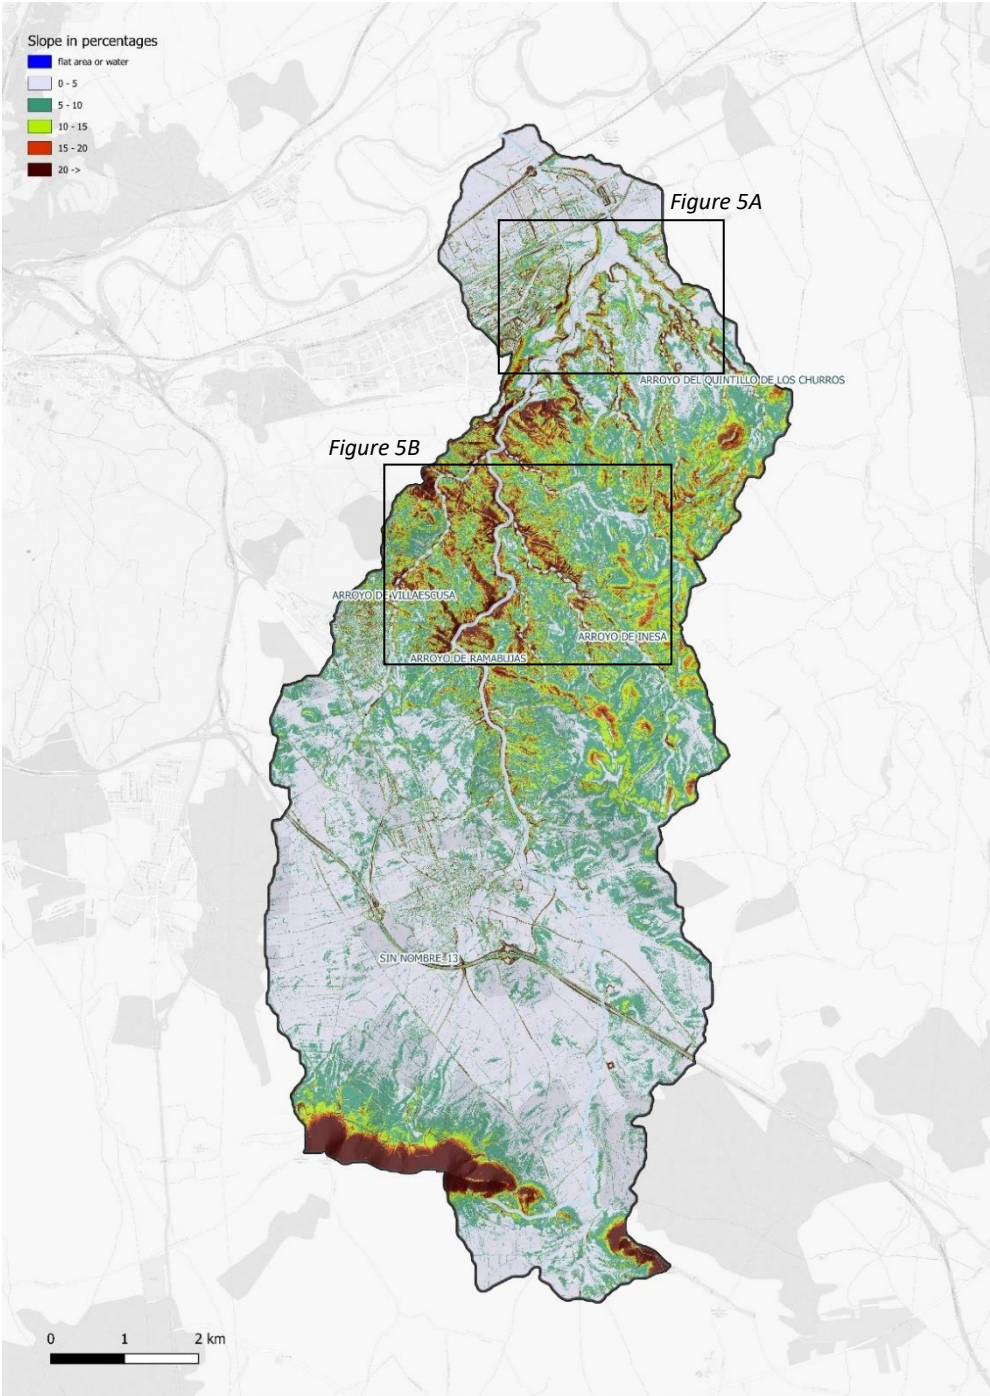 Slope in percentages
flat area or water
0 - 5
5 - 10
10 - 15
15 - 20
20 ->
Figure 5A
ARROYO DEL QUINTILLO DE LOS CHURROS
Figure 5B
ARROYO DE VILLAESCUSA
ARROYO DE INESA
ARROYO DE RAMABUJAS
SIN NOMBRE_13
0 1 2 km